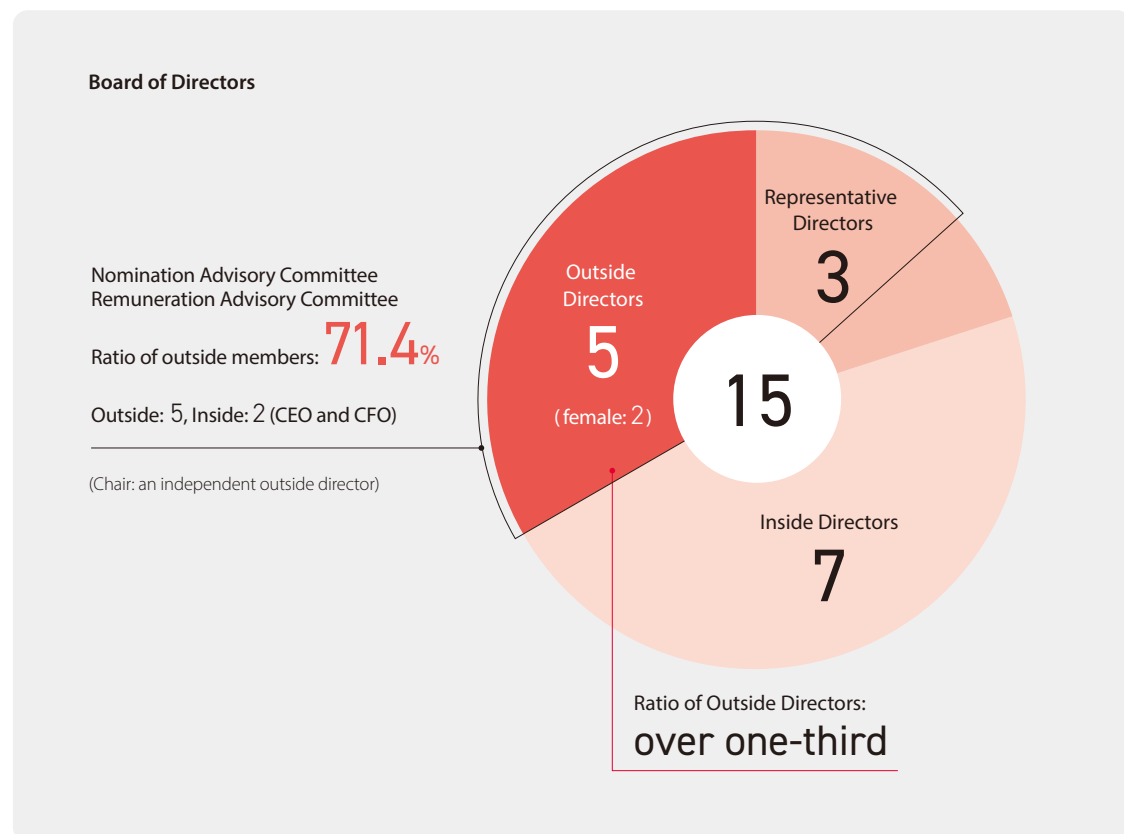 Board of Directors
Nomination Advisory Committee
Remuneration Advisory Committee
Ratio of outside members: 71.4%
Outside: 5, Inside: 2 (CEO and CFO)
(Chair: an independent outside director)
Outside
Directors
5
(female: 2)
Representative
Directors
3
15
Inside Directors
7
Ratio of Outside Directors:
over one-third